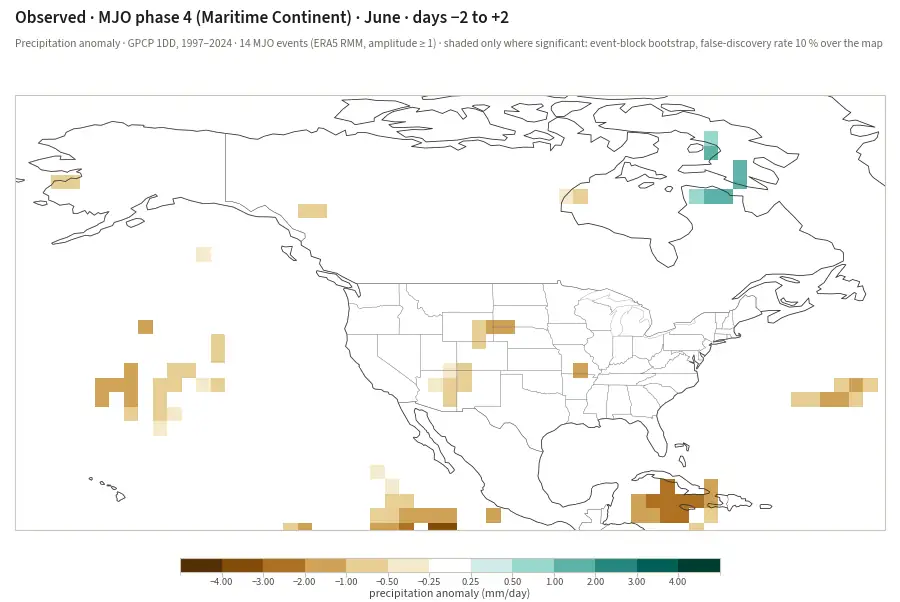 Observed · MJO phase 4 (Maritime Continent) · June · days −2 to +2
Precipitation anomaly · GPCP 1DD, 1997–2024 · 14 MJO events (ERA5 RMM, amplitude ≥ 1) · shaded only where significant: event-block bootstrap, false-discovery rate 10 % over the map
−4.00 −3.00 −2.00 −1.00 −0.50 −0.25 0.25 0.50 1.00 2.00 3.00 4.00
precipitation anomaly (mm/day)